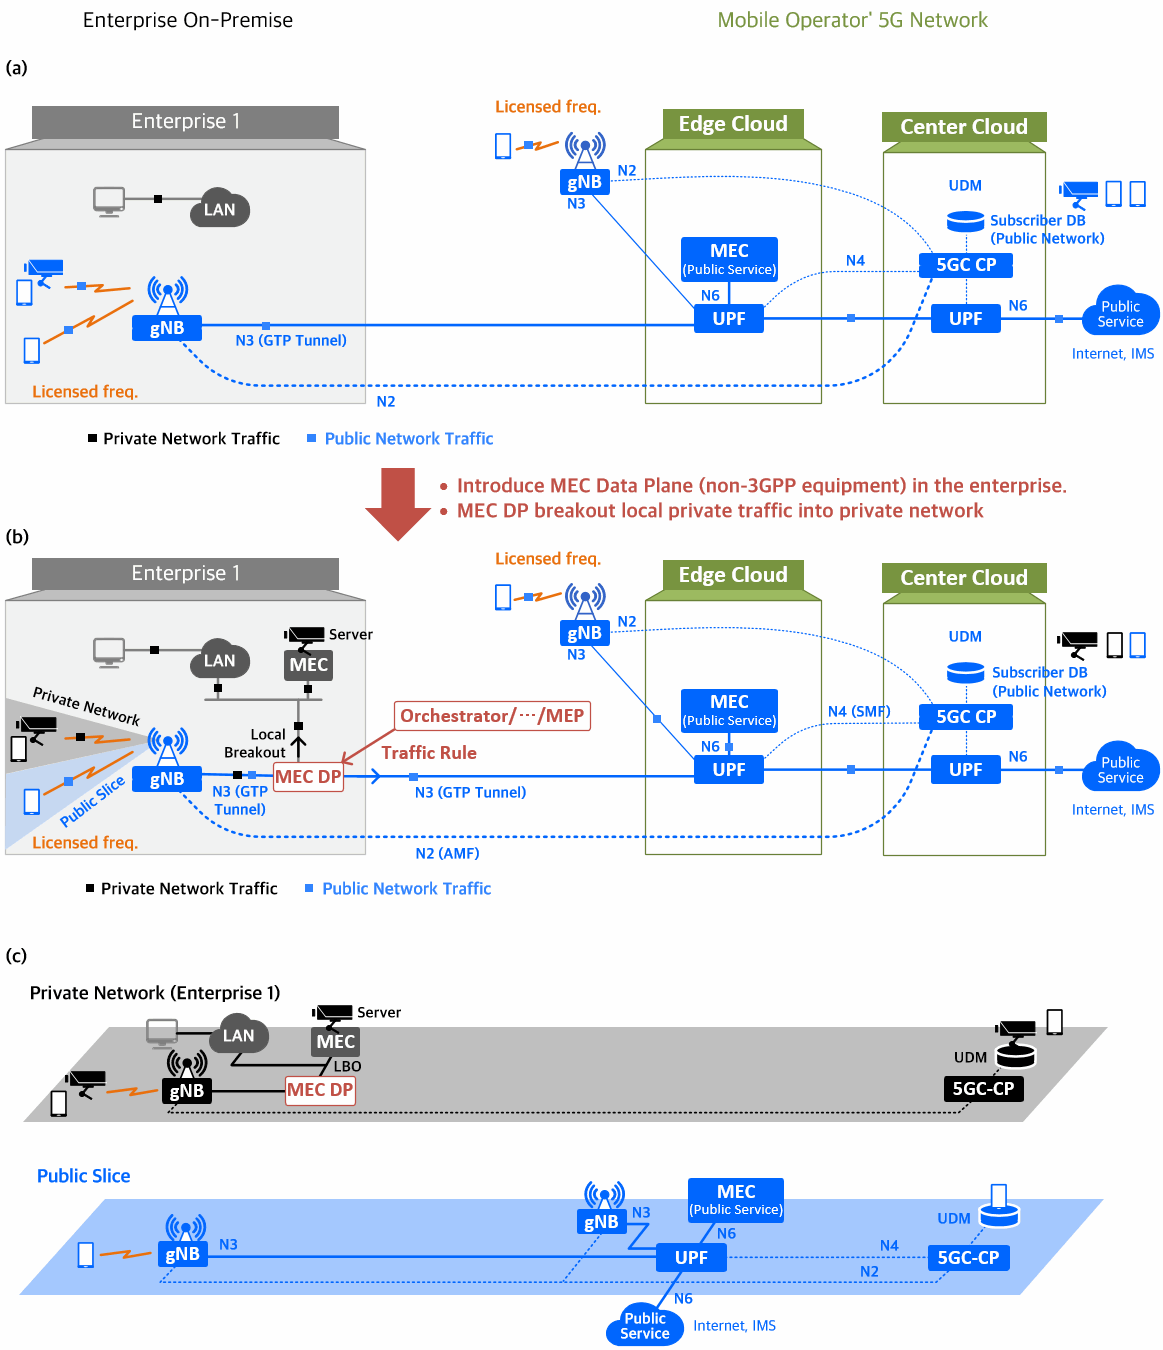 Enterprise On-Premise
Mobile Operator' 5G Network
(a)
Enterprise 1
Licensed freq.
Edge Cloud
Center Cloud
gNB
N2
N3
UDM
LAN
Subscriber DB
(Public Network)
MEC
(Public Service)
N4
5GC CP
N6
UPF
UPF
N6
Public
Service
gNB
N3 (GTP Tunnel)
Internet, IMS
Licensed freq.
N2
Private Network Traffic
Public Network Traffic
• Introduce MEC Data Plane (non-3GPP equipment) in the enterprise.
• MEC DP breakout local private traffic into private network
(b)
Enterprise 1
Licensed freq.
Edge Cloud
Center Cloud
gNB
N2
N3
UDM
Server
LAN
MEC
Subscriber DB
(Public Network)
Private Network
MEC
(Public Service)
Orchestrator/···/MEP
N4 (SMF)
5GC CP
Local
Breakout
Traffic Rule
N6
gNB
MEC DP
UPF
UPF
N6
Public
Service
N3 (GTP
Tunnel)
N3 (GTP Tunnel)
Public Slice
Internet, IMS
Licensed freq.
N2 (AMF)
Private Network Traffic
Public Network Traffic
(c)
Private Network (Enterprise 1)
Server
LAN
MEC
LBO
UDM
gNB
MEC DP
5GC-CP
Public Slice
MEC
(Public Service)
gNB
N3
N6
UDM
gNB
N3
UPF
N4
5GC-CP
N2
N6
Public
Service
Internet, IMS